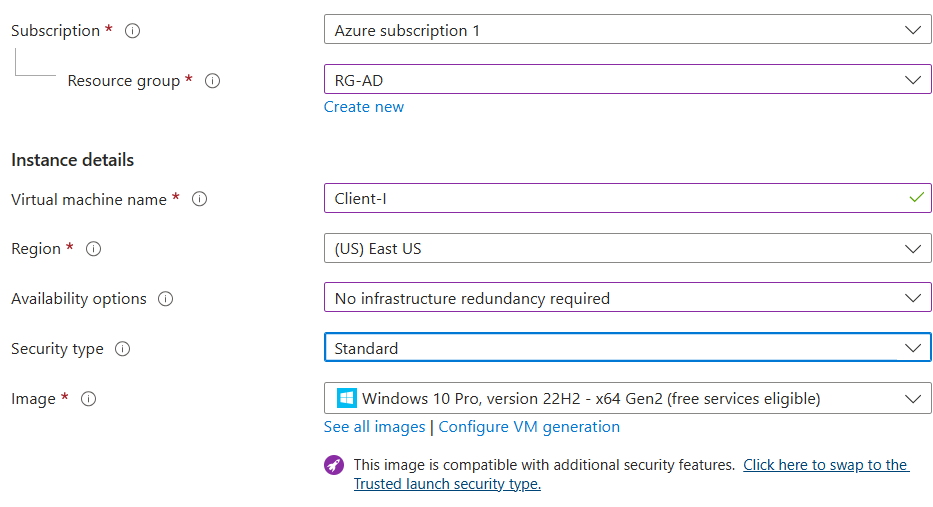 Subscription *
Azure subscription 1
Resource group *
RG-AD
Create new
Instance details
Virtual machine name *
Client-I
Region *
(US) East US
Availability options
No infrastructure redundancy required
Security type
Standard
Image *
Windows 10 Pro, version 22H2 - x64 Gen2 (free services eligible)
See all images | Configure VM generation
This image is compatible with additional security features. Click here to swap to the
Trusted launch security type.